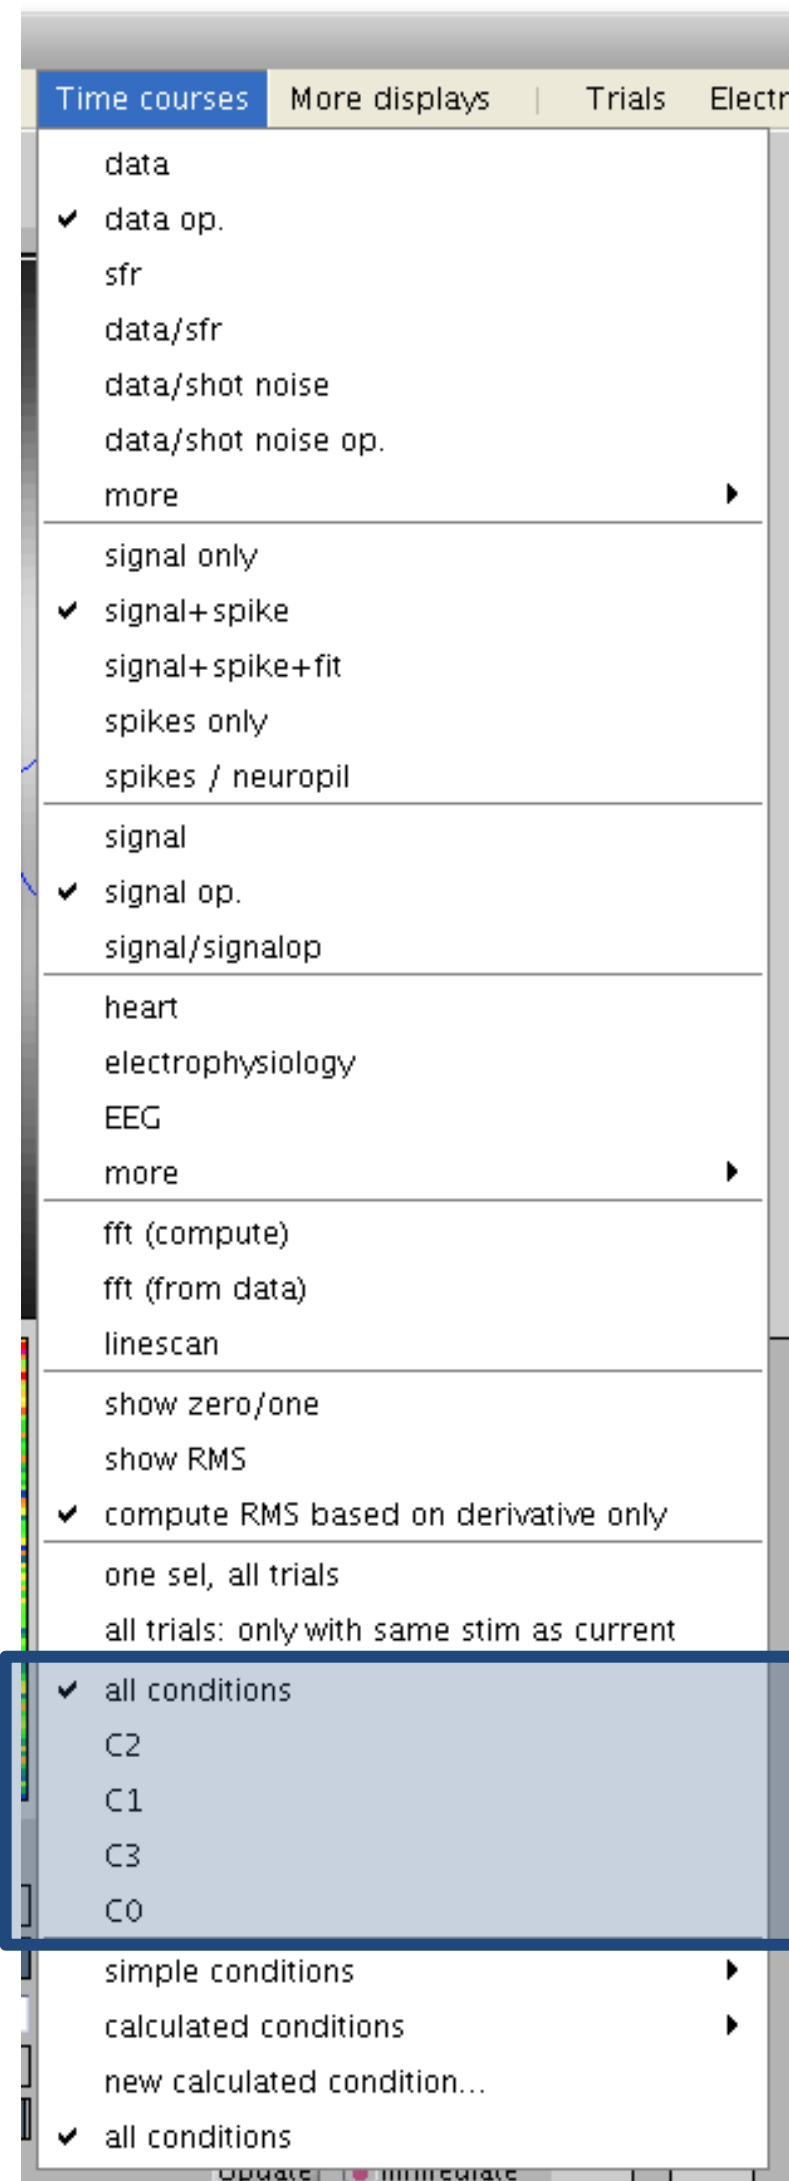 Time courses More displays | Trials Electr
data
data op.
sfr
data/sfr
data/shot noise
data/shot noise op.
more
signal only
signal+spike
signal+spike+fit
spikes only
spikes / neuropil
signal
signal op.
signal/signalop
heart
electrophysiology
EEG
more
fft (compute)
fft (from data)
linescan
show zero/one
show RMS
compute RMS based on derivative only
one sel, all trials
all trials: only with same stim as current
all conditions
C2
C1
C3
C0
simple conditions
calculated conditions
new calculated condition...
all conditions